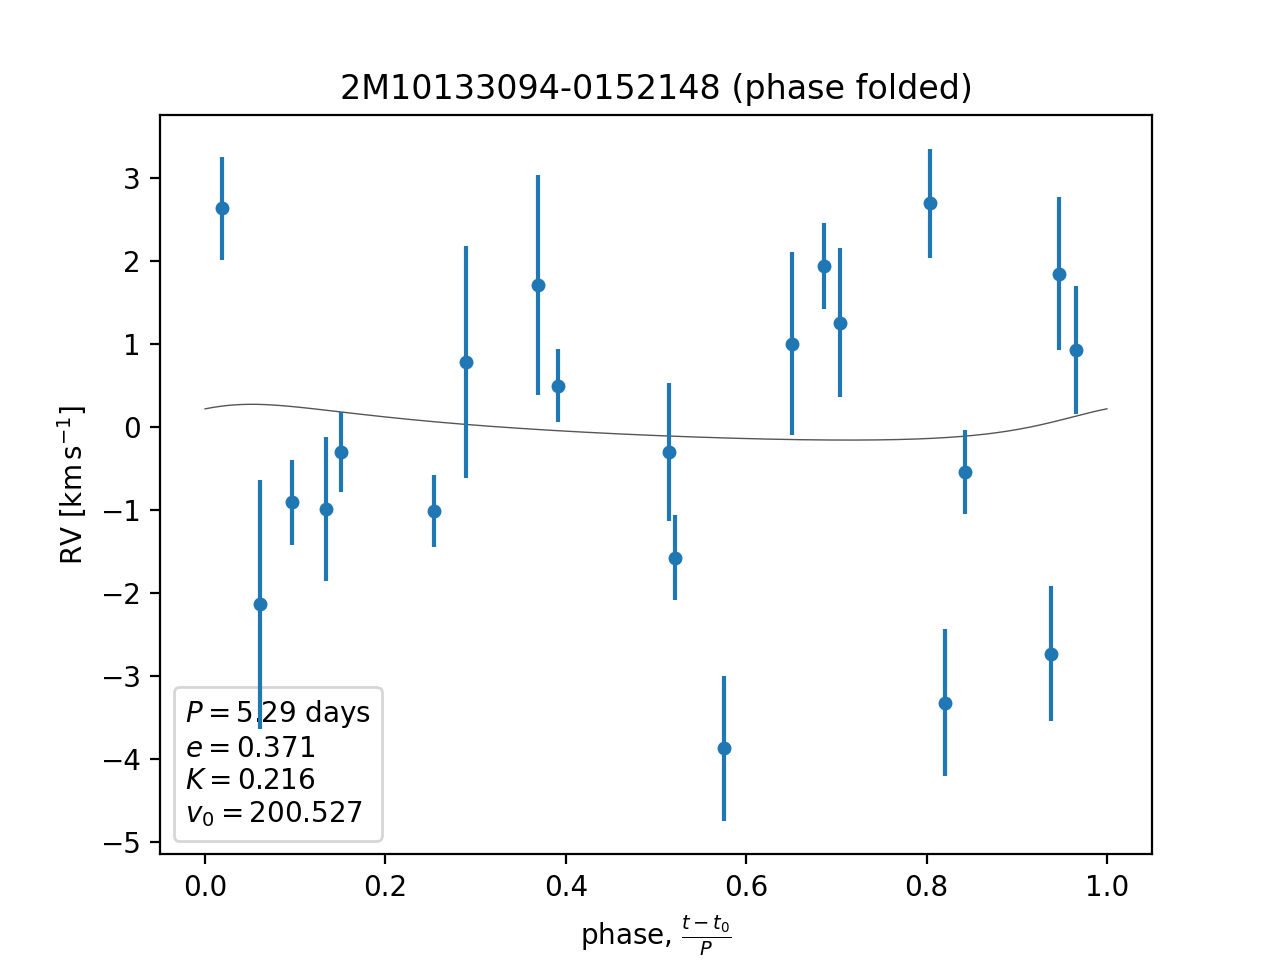 2M10133094-0152148 (phase folded)
3
2
1
0
−1
−2
−3
−4
−5
RV [km s⁻¹]
P = 5.29 days
e = 0.371
K = 0.216
v₀ = 200.527
0.0 0.2 0.4 0.6 0.8 1.0
phase, (t − t₀)/P